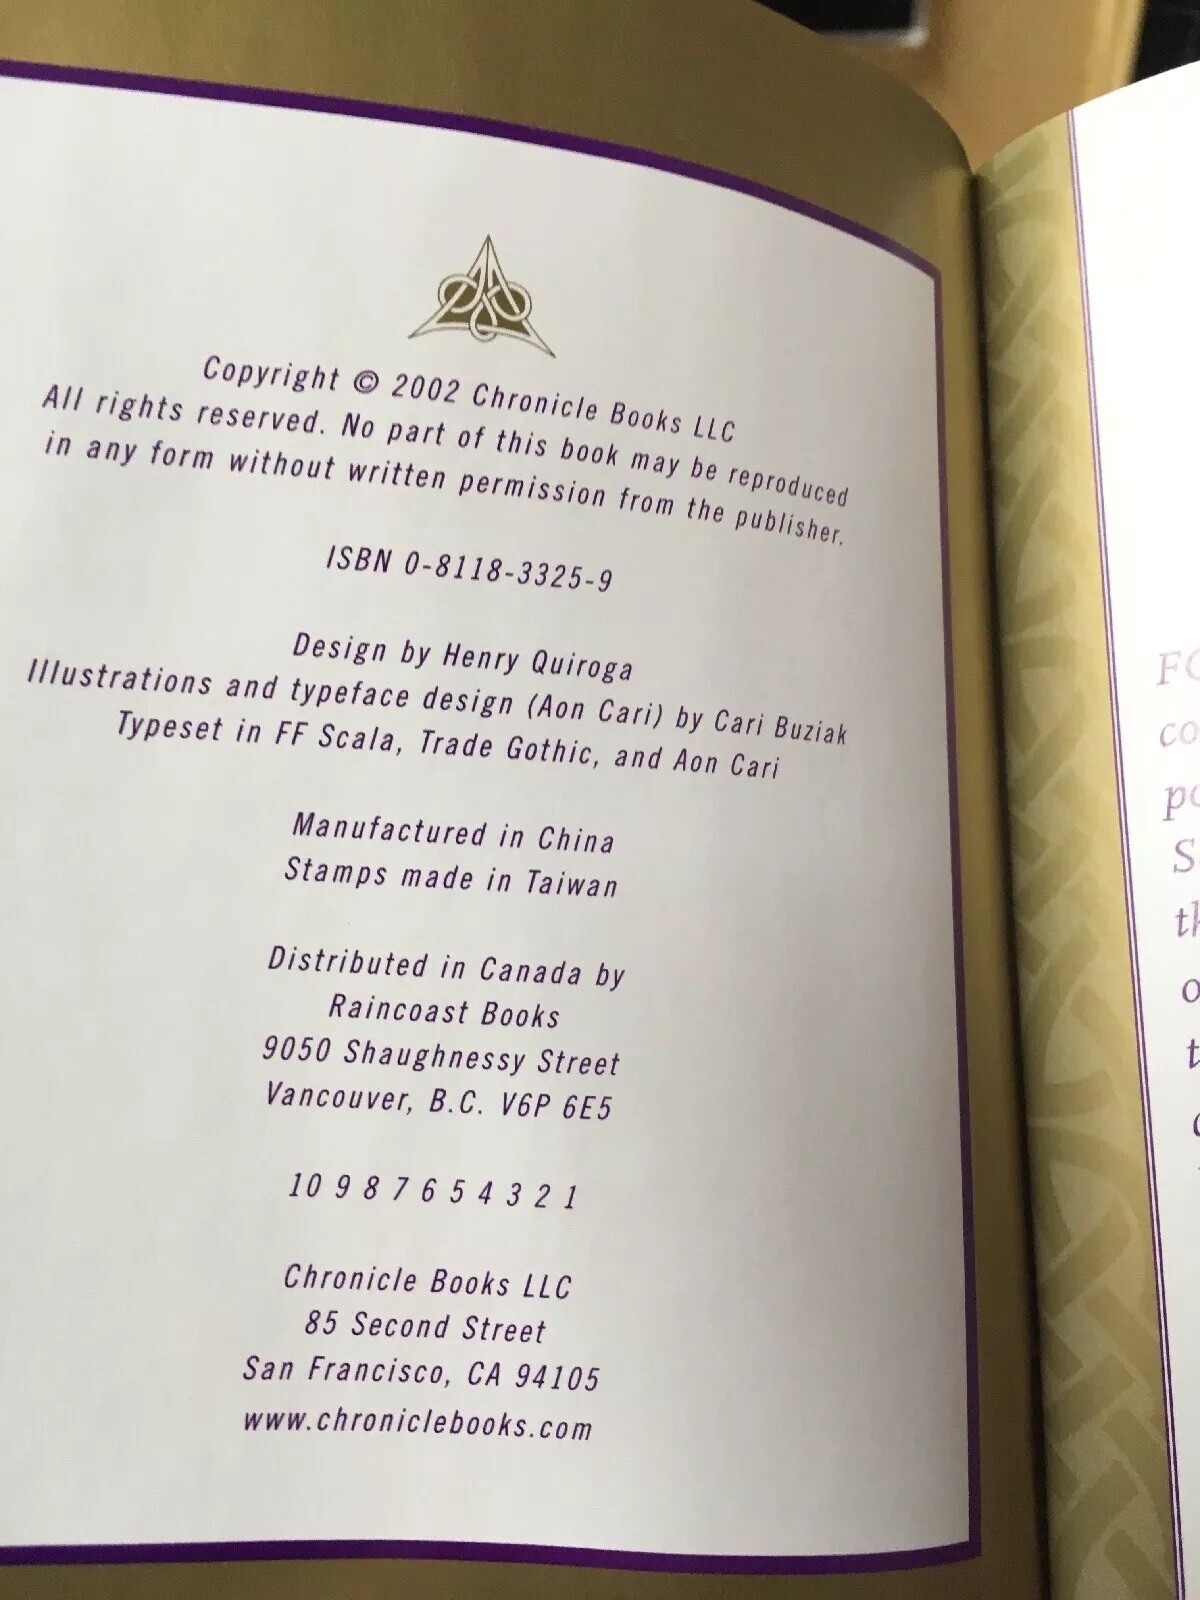 Copyright © 2002 Chronicle Books LLC
All rights reserved. No part of this book may be reproduced
in any form without written permission from the publisher.
ISBN 0-8118-3325-9
Design by Henry Quiroga
Illustrations and typeface design (Aon Cari) by Cari Buziak
Typeset in FF Scala, Trade Gothic, and Aon Cari
Manufactured in China
Stamps made in Taiwan
Distributed in Canada by
Raincoast Books
9050 Shaughnessy Street
Vancouver, B.C. V6P 6E5
10 9 8 7 6 5 4 3 2 1
Chronicle Books LLC
85 Second Street
San Francisco, CA 94105
www.chroniclebooks.com